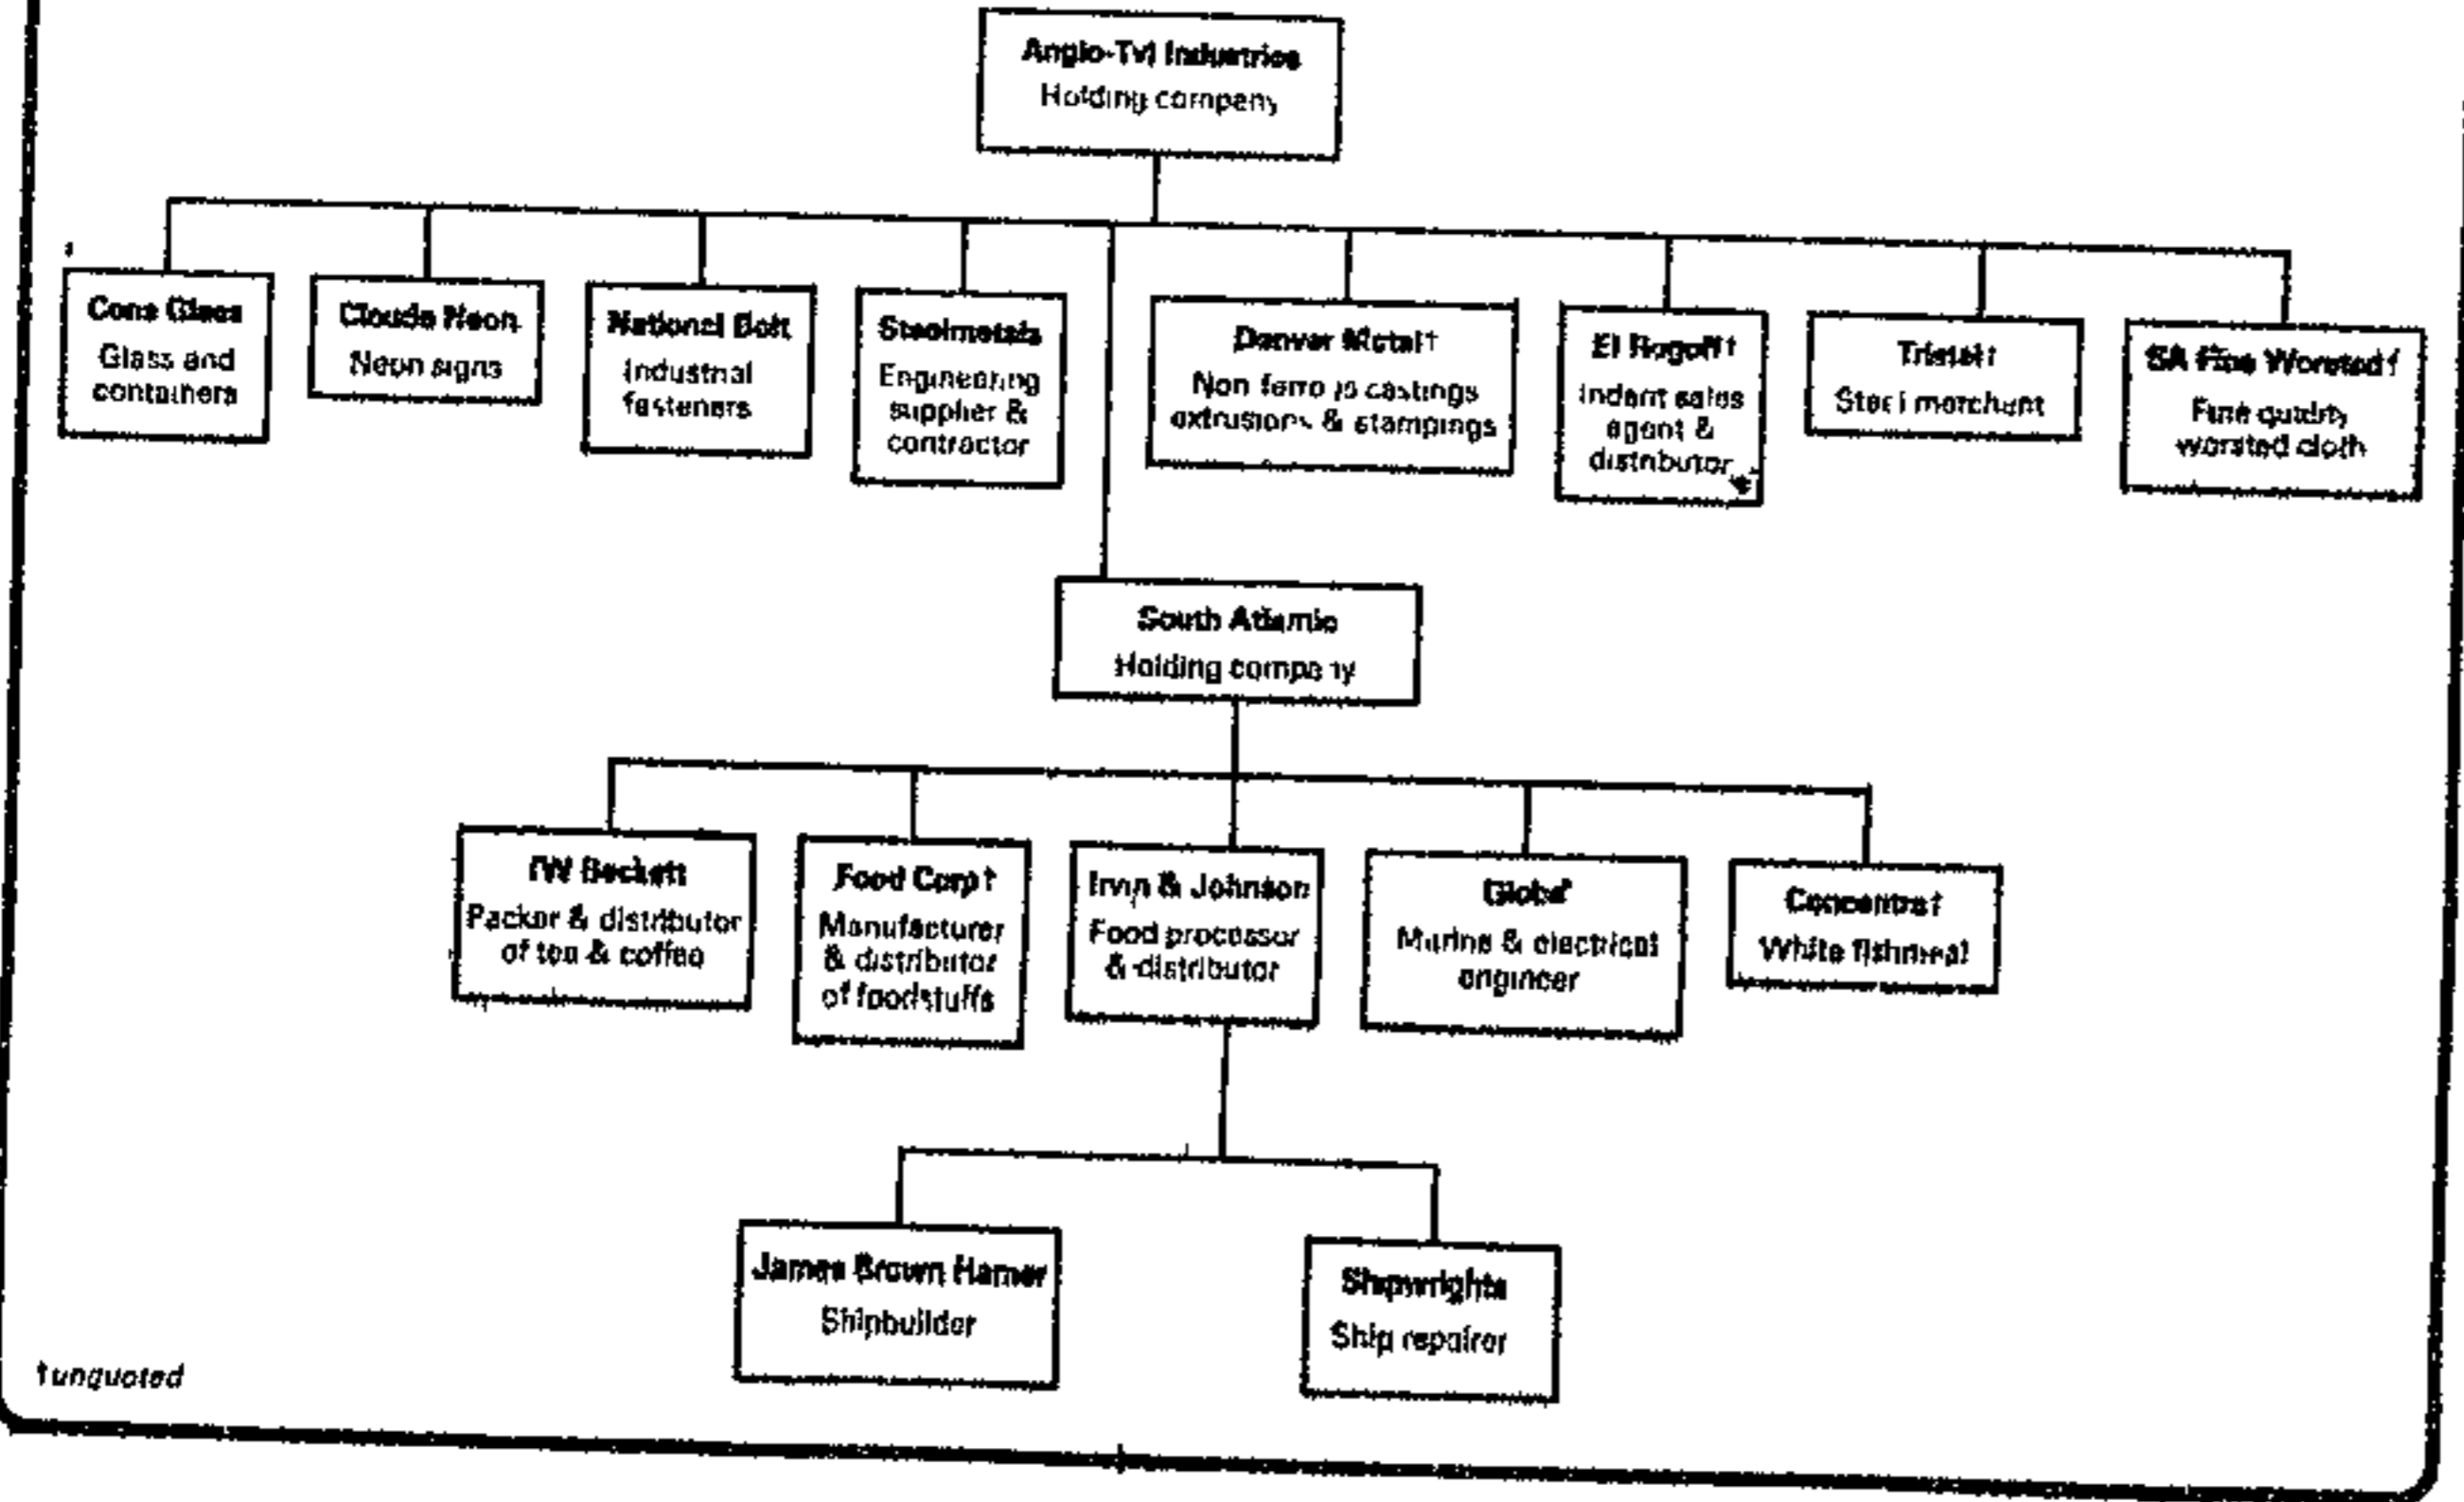 Anglo-Tvl Industries
Holding company
Cons Glass
Glass and
containers
Claude Neon
Neon signs
National Bolt
Industrial
fasteners
Steelmetals
Engineering
supplier &
contractor
Denver Metal†
Non ferrous castings
extrusions & stampings
El Rogoff†
Indent sales
agent &
distributor
Tristel†
Steel merchant
SA Fine Worsted†
Fine quality
worsted cloth
South Atlantic
Holding company
TW Beckett
Packer & distributor
of tea & coffee
Food Corp†
Manufacturer
& distributor
of foodstuffs
Irvin & Johnson
Food processor
& distributor
Globe†
Marine & electrical
engineer
Concentra†
White fishmeal
James Brown Hamer
Shipbuilder
Shipwrights
Ship repairer
†unquoted